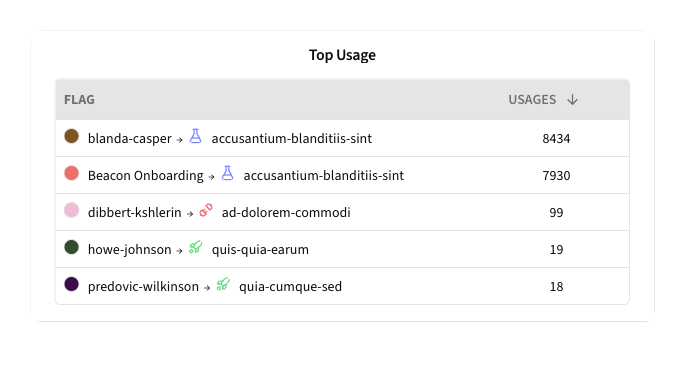 Top Usage
FLAG USAGES ↓
blanda-casper → accusantium-blanditiis-sint 8434
Beacon Onboarding → accusantium-blanditiis-sint 7930
dibbert-kshlerin → ad-dolorem-commodi 99
howe-johnson → quis-quia-earum 19
predovic-wilkinson → quia-cumque-sed 18